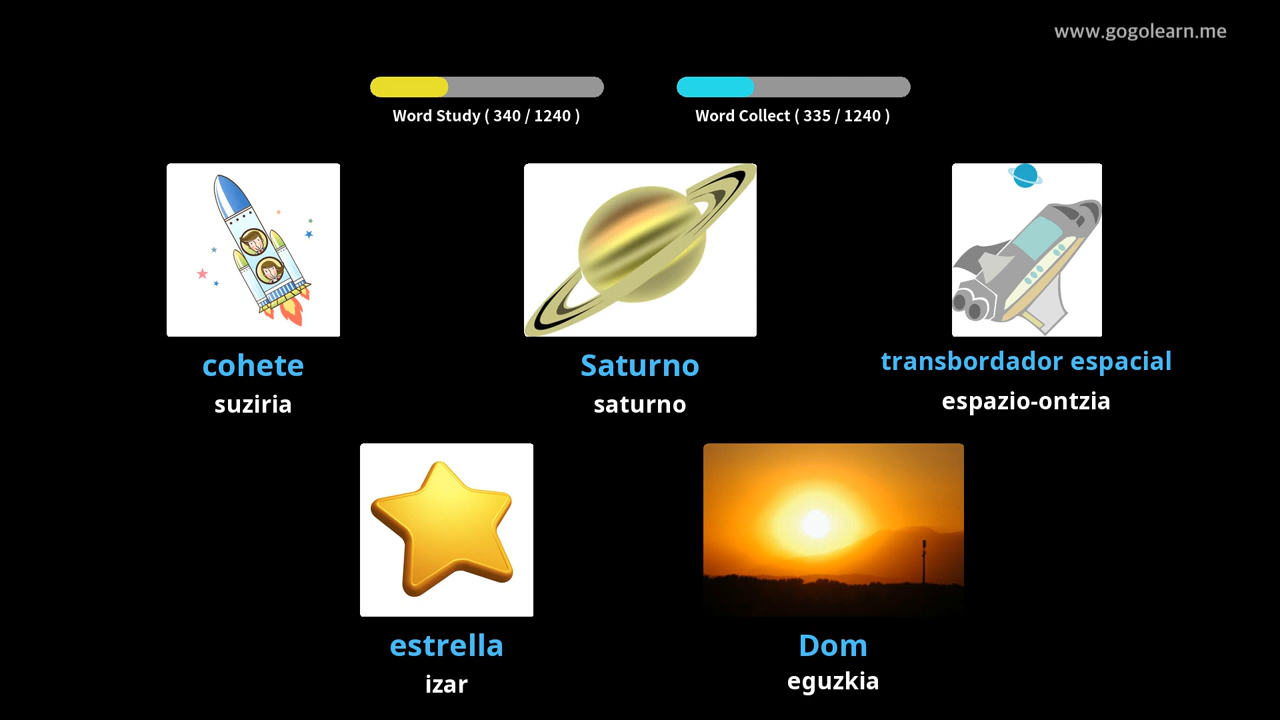 www.gogolearn.me
Word Study ( 340 / 1240 )
Word Collect ( 335 / 1240 )
cohete
suziria
Saturno
saturno
transbordador espacial
espazio-ontzia
estrella
izar
Dom
eguzkia